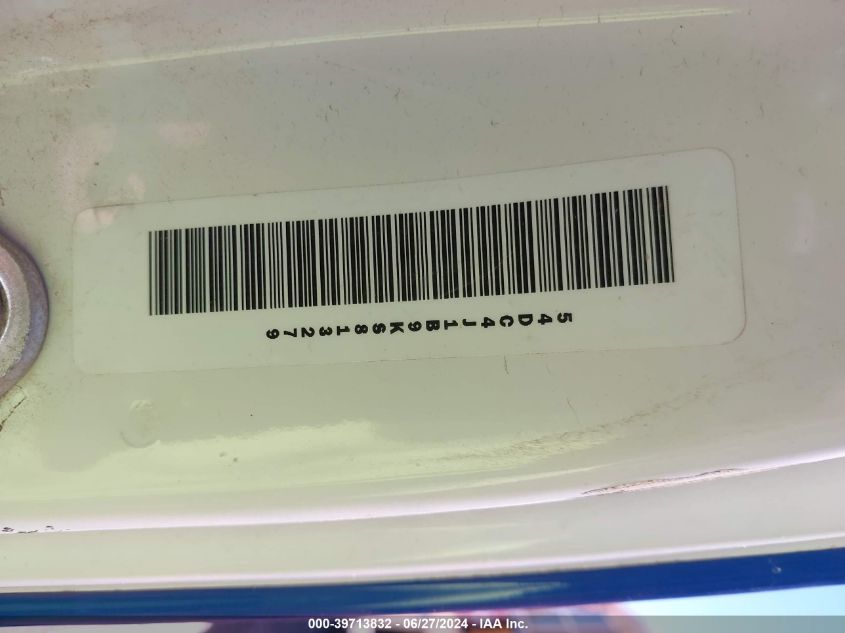 54DC4J1B9KS813279
000-39713832 - 06/27/2024 - IAA Inc.